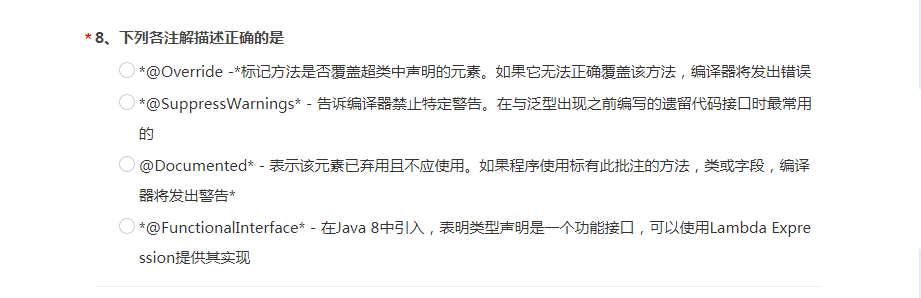 * 8、下列各注解描述正确的是
*@Override -*标记方法是否覆盖超类中声明的元素。如果它无法正确覆盖该方法，编译器将发出错误
*@SuppressWarnings* - 告诉编译器禁止特定警告。在与泛型出现之前编写的遗留代码接口时最常用
的
@Documented* - 表示该元素已弃用且不应使用。如果程序使用标有此批注的方法，类或字段，编译
器将发出警告*
*@FunctionalInterface* - 在Java 8中引入，表明类型声明是一个功能接口，可以使用Lambda Expre
ssion提供其实现